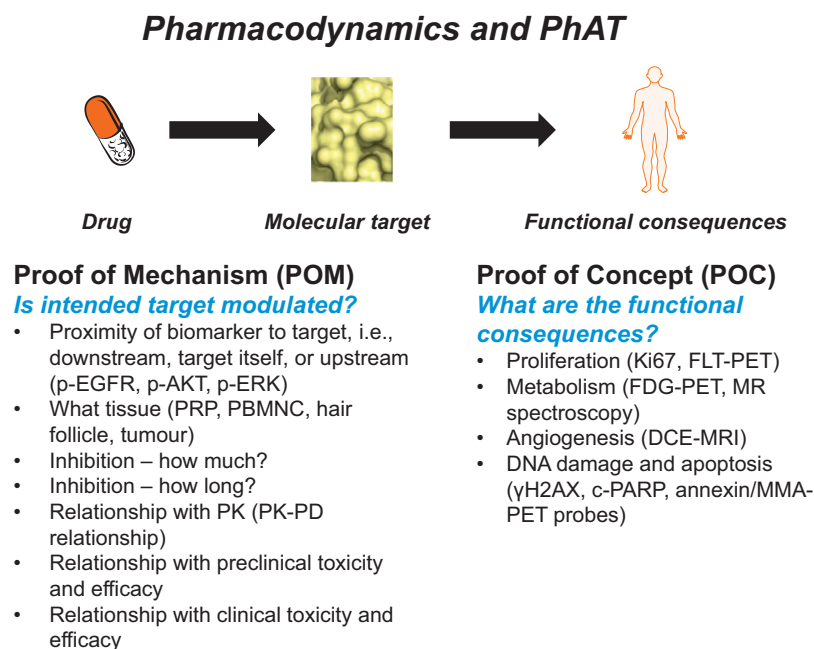 Pharmacodynamics and PhAT
Drug
Molecular target
Functional consequences
Proof of Mechanism (POM)
Is intended target modulated?
• Proximity of biomarker to target, i.e.,
downstream, target itself, or upstream
(p-EGFR, p-AKT, p-ERK)
• What tissue (PRP, PBMNC, hair
follicle, tumour)
• Inhibition – how much?
• Inhibition – how long?
• Relationship with PK (PK-PD
relationship)
• Relationship with preclinical toxicity
and efficacy
• Relationship with clinical toxicity and
efficacy
Proof of Concept (POC)
What are the functional
consequences?
• Proliferation (Ki67, FLT-PET)
• Metabolism (FDG-PET, MR
spectroscopy)
• Angiogenesis (DCE-MRI)
• DNA damage and apoptosis
(γH2AX, c-PARP, annexin/MMA-
PET probes)